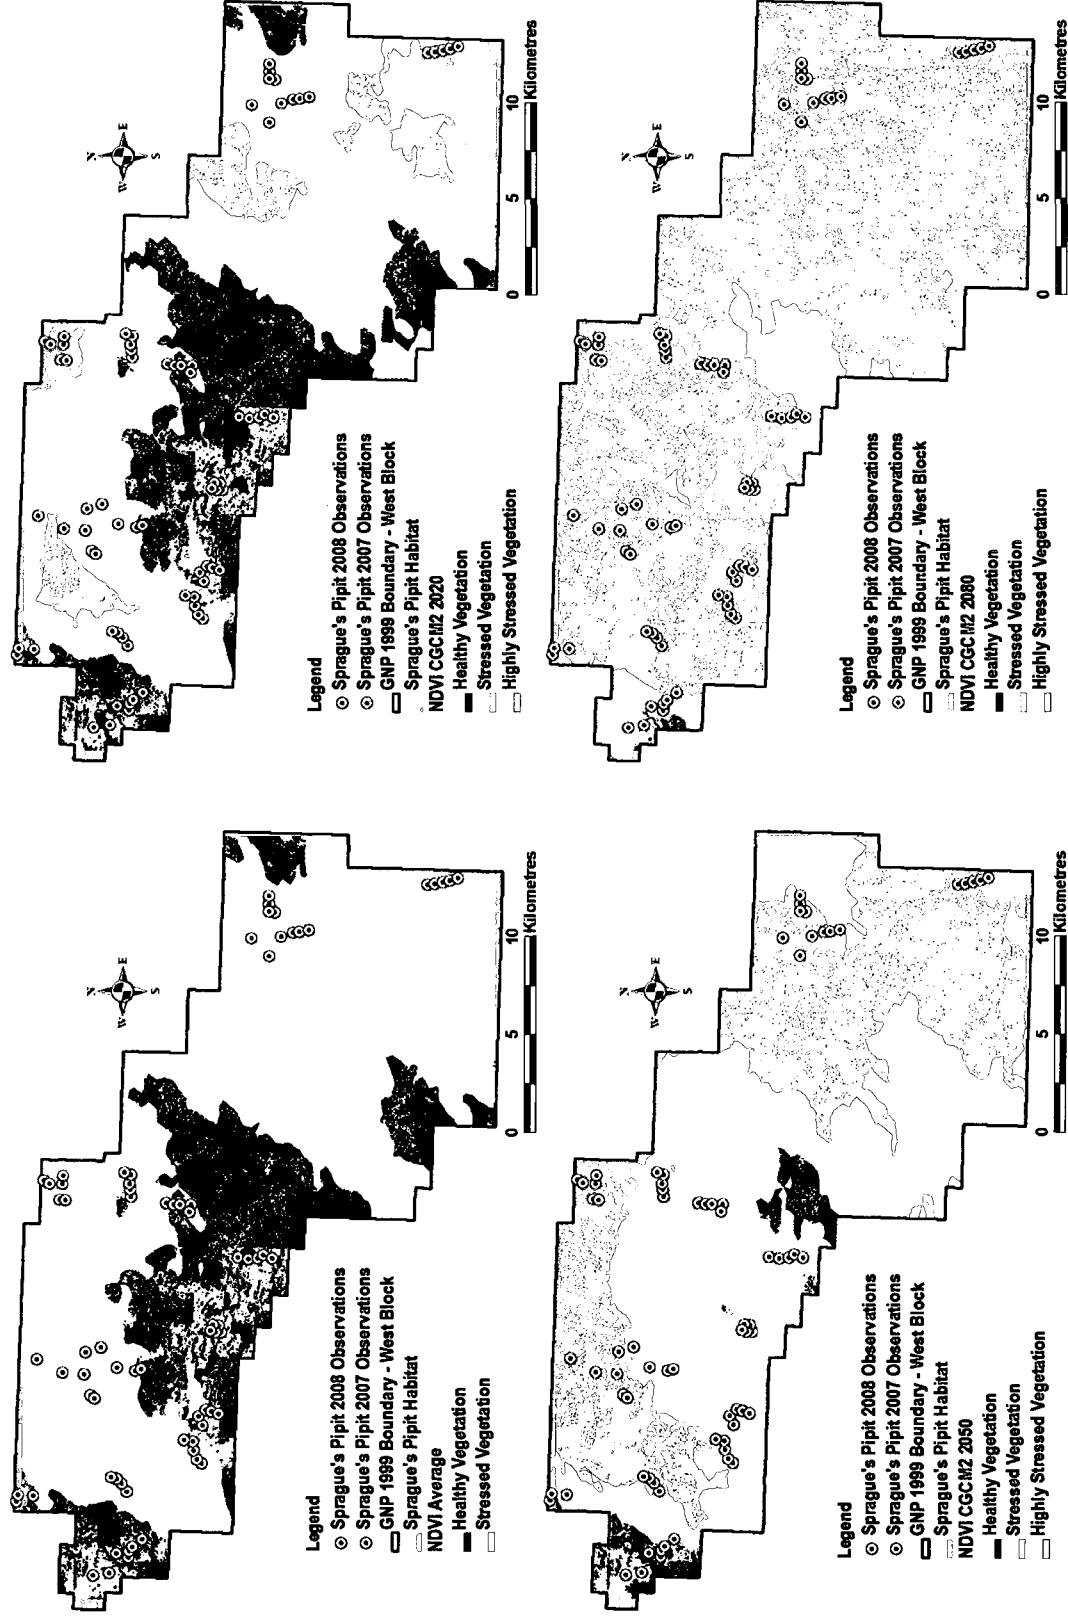 N
W E
S
Legend
Sprague's Pipit 2008 Observations
Sprague's Pipit 2007 Observations
GNP 1999 Boundary - West Block
Sprague's Pipit Habitat
NDVI Average
Healthy Vegetation
Stressed Vegetation
0 5 10
Kilometres
N
W E
S
Legend
Sprague's Pipit 2008 Observations
Sprague's Pipit 2007 Observations
GNP 1999 Boundary - West Block
Sprague's Pipit Habitat
NDVI CGCM2 2020
Healthy Vegetation
Stressed Vegetation
Highly Stressed Vegetation
0 5 10
Kilometres
N
W E
S
Legend
Sprague's Pipit 2008 Observations
Sprague's Pipit 2007 Observations
GNP 1999 Boundary - West Block
Sprague's Pipit Habitat
NDVI CGCM2 2050
Healthy Vegetation
Stressed Vegetation
Highly Stressed Vegetation
0 5 10
Kilometres
N
W E
S
Legend
Sprague's Pipit 2008 Observations
Sprague's Pipit 2007 Observations
GNP 1999 Boundary - West Block
Sprague's Pipit Habitat
NDVI CGCM2 2080
Healthy Vegetation
Stressed Vegetation
Highly Stressed Vegetation
0 5 10
Kilometres